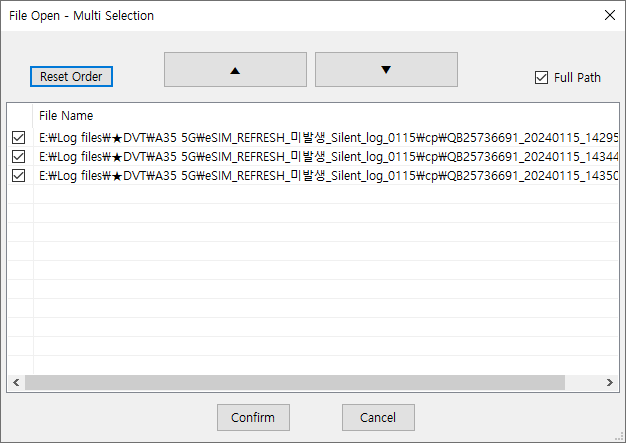 File Open - Multi Selection
Reset Order
▲
▼
Full Path
File Name
E:₩Log files₩★DVT₩A35 5G₩eSIM_REFRESH_미발생_Silent_log_0115₩cp₩QB25736691_20240115_14295
E:₩Log files₩★DVT₩A35 5G₩eSIM_REFRESH_미발생_Silent_log_0115₩cp₩QB25736691_20240115_14344
E:₩Log files₩★DVT₩A35 5G₩eSIM_REFRESH_미발생_Silent_log_0115₩cp₩QB25736691_20240115_14350
Confirm
Cancel